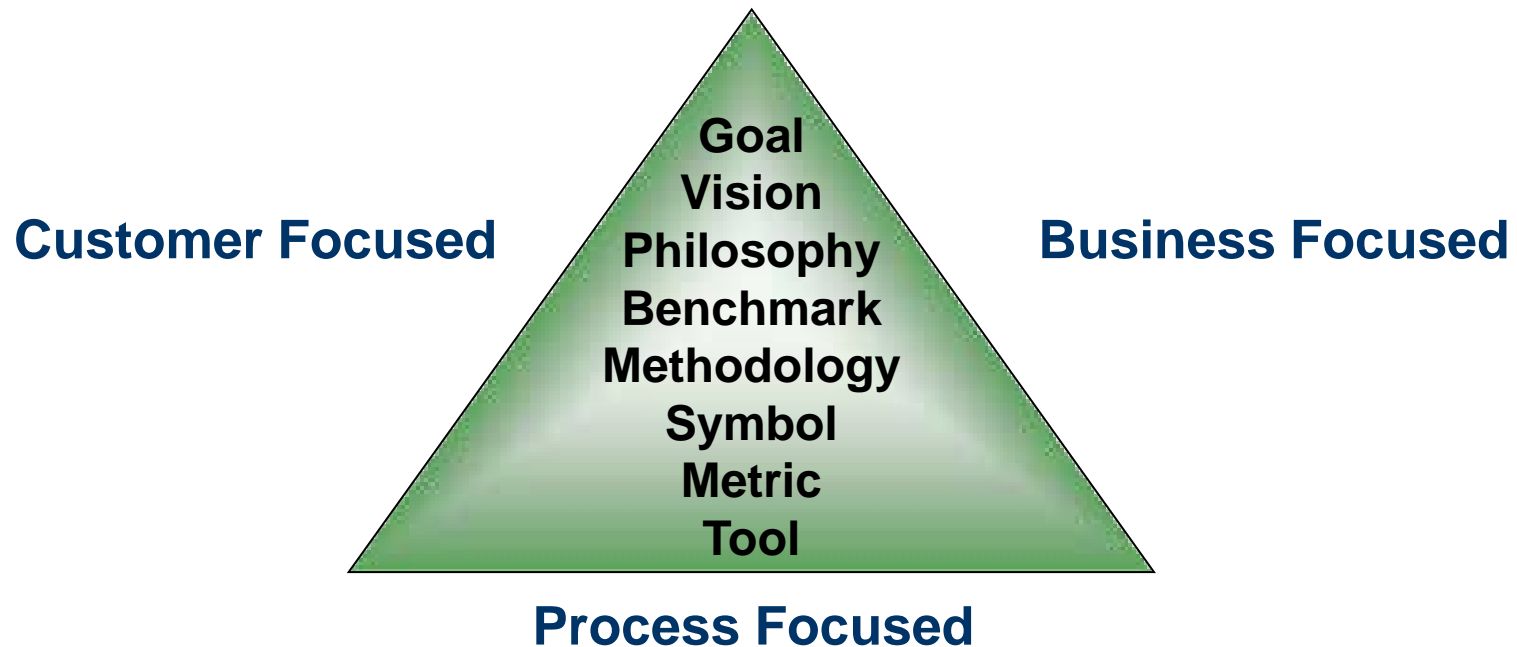 Goal
Vision
Customer Focused
Business Focused
Philosophy
Benchmark
Methodology
Symbol
Metric
Tool
Process Focused